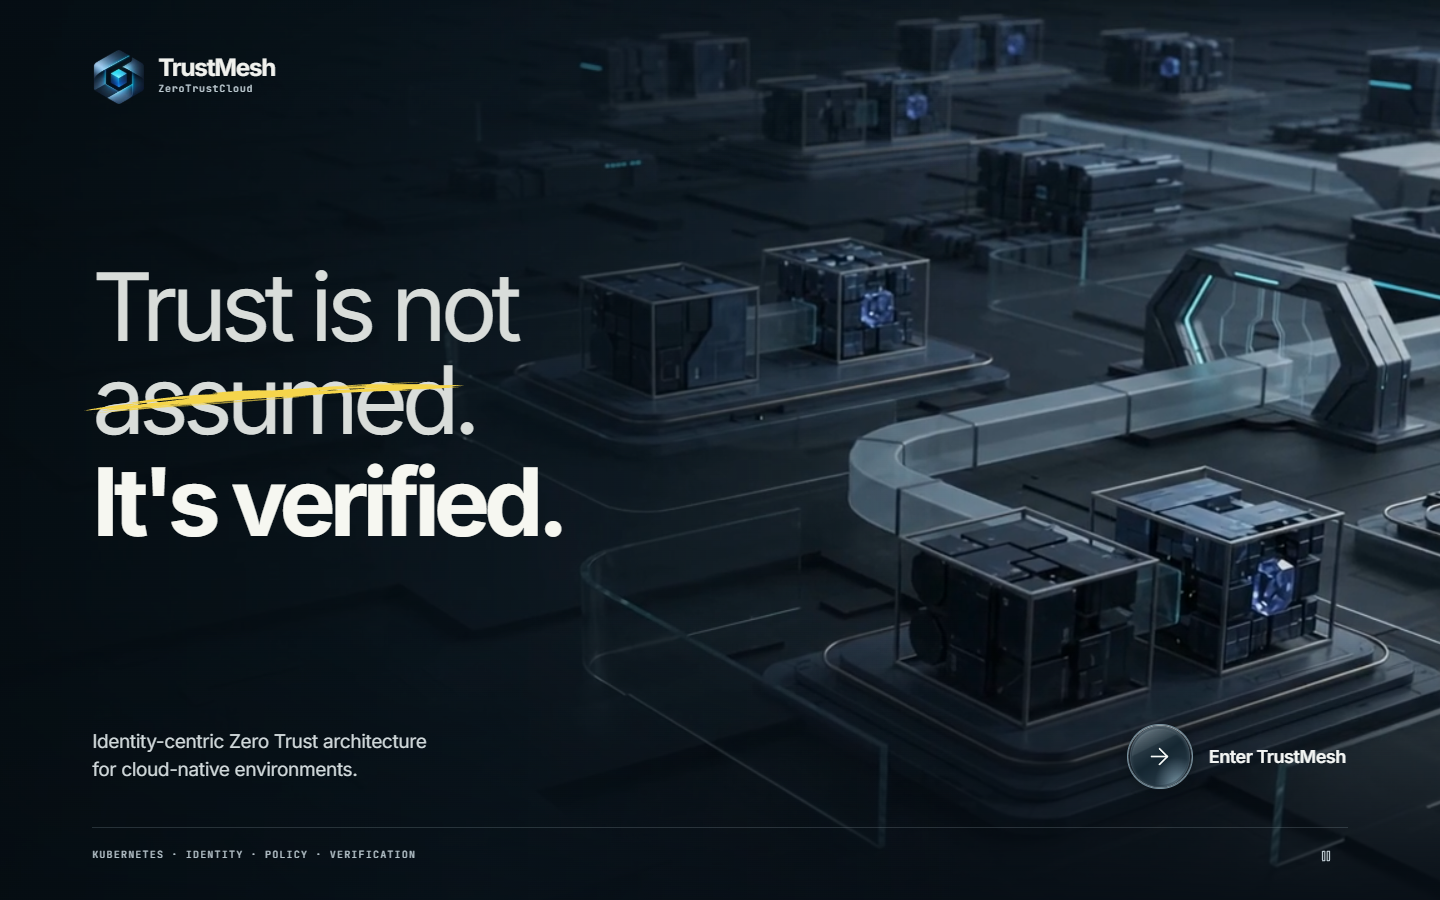 TrustMesh
ZeroTrustCloud
Trust is not
assumed.
It's verified.
Identity-centric Zero Trust architecture
for cloud-native environments.
Enter TrustMesh
KUBERNETES · IDENTITY · POLICY · VERIFICATION